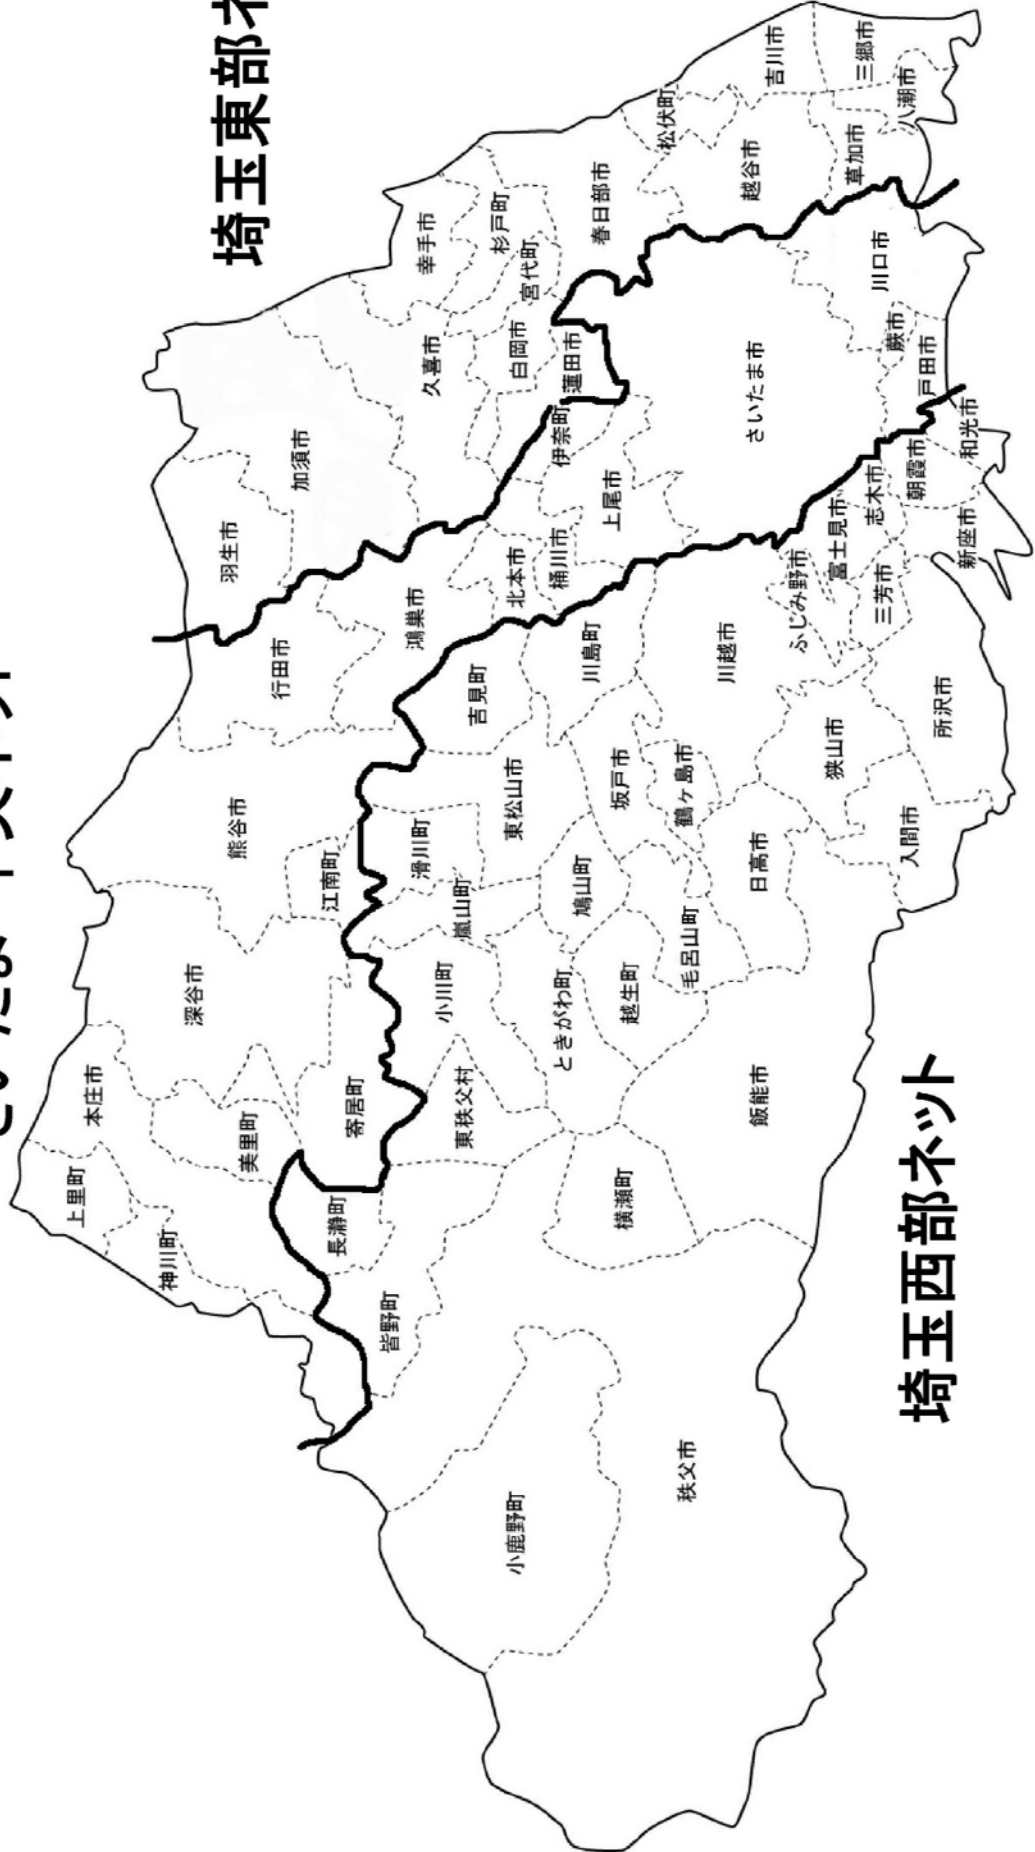 埼玉東部ネ
埼玉西部ネット
上里町
本庄市
神川町
美里町
深谷市
寄居町
長瀞町
皆野町
熊谷市
江南町
行田市
羽生市
加須市
鴻巣市
北本市
桶川市
上尾市
伊奈町
蓮田市
白岡市
久喜市
幸手市
杉戸町
宮代町
春日部市
松伏町
越谷市
吉川市
三郷市
八潮市
草加市
川口市
蕨市
戸田市
さいたま市
和光市
朝霞市
志木市
新座市
富士見市
ふじみ野市
三芳市
川越市
川島町
吉見町
東松山市
滑川町
嵐山町
小川町
東秩父村
ときがわ町
鳩山町
坂戸市
鶴ヶ島市
毛呂山町
越生町
日高市
狭山市
所沢市
入間市
飯能市
横瀬町
秩父市
小鹿野町